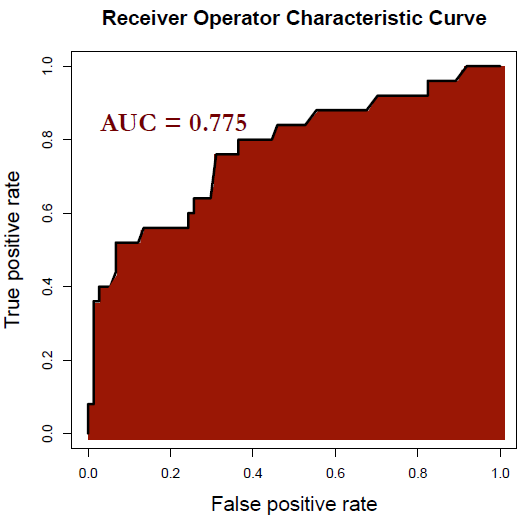 Receiver Operator Characteristic Curve
AUC = 0.775
True positive rate
1.0
0.8
0.6
0.4
0.2
0.0
0.0 0.2 0.4 0.6 0.8 1.0
False positive rate